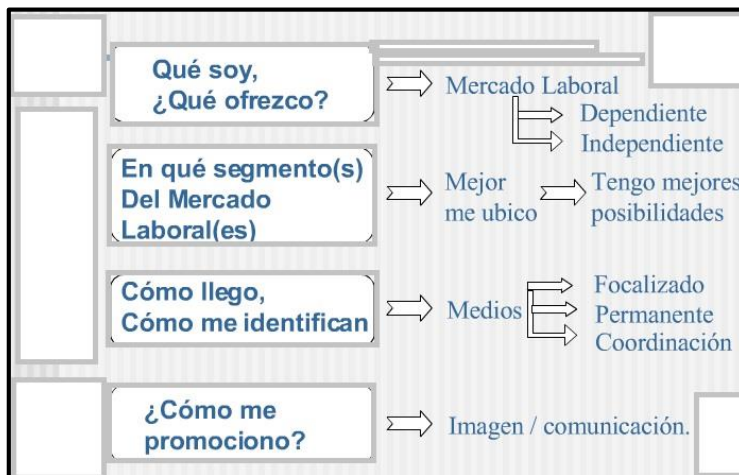 Qué soy,
¿Qué ofrezco?
Mercado Laboral
Dependiente
Independiente
En qué segmento(s)
Del Mercado
Laboral(es)
Mejor
me ubico
Tengo mejores
posibilidades
Cómo llego,
Cómo me identifican
Medios
Focalizado
Permanente
Coordinación
¿Cómo me
promociono?
Imagen / comunicación.